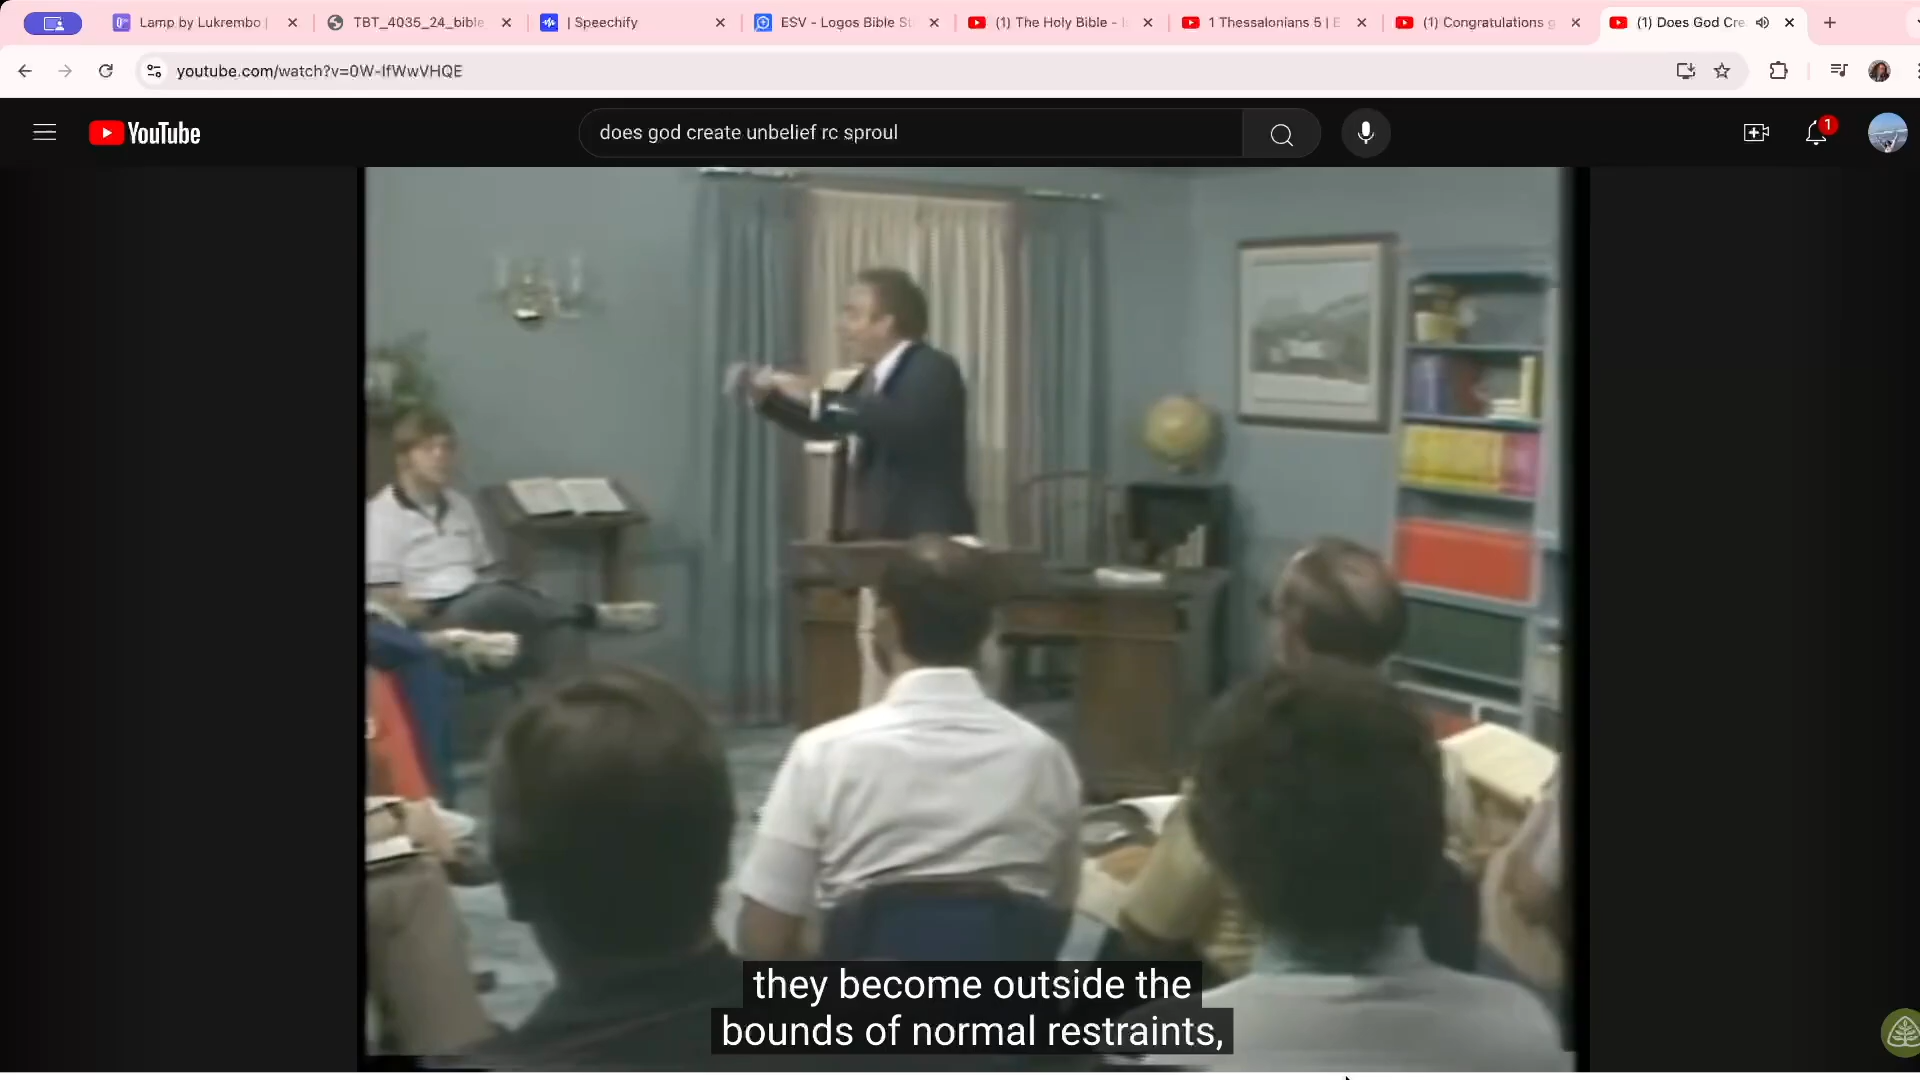 Lamp by Lukrembo |
TBT_4035_24_bible
| Speechify
ESV - Logos Bible St
(1) The Holy Bible -
1 Thessalonians 5 | E
(1) Congratulations
(1) Does God Cre
youtube.com/watch?v=0W-lfWwVHQE
YouTube
does god create unbelief rc sproul
1
they become outside the
bounds of normal restraints,